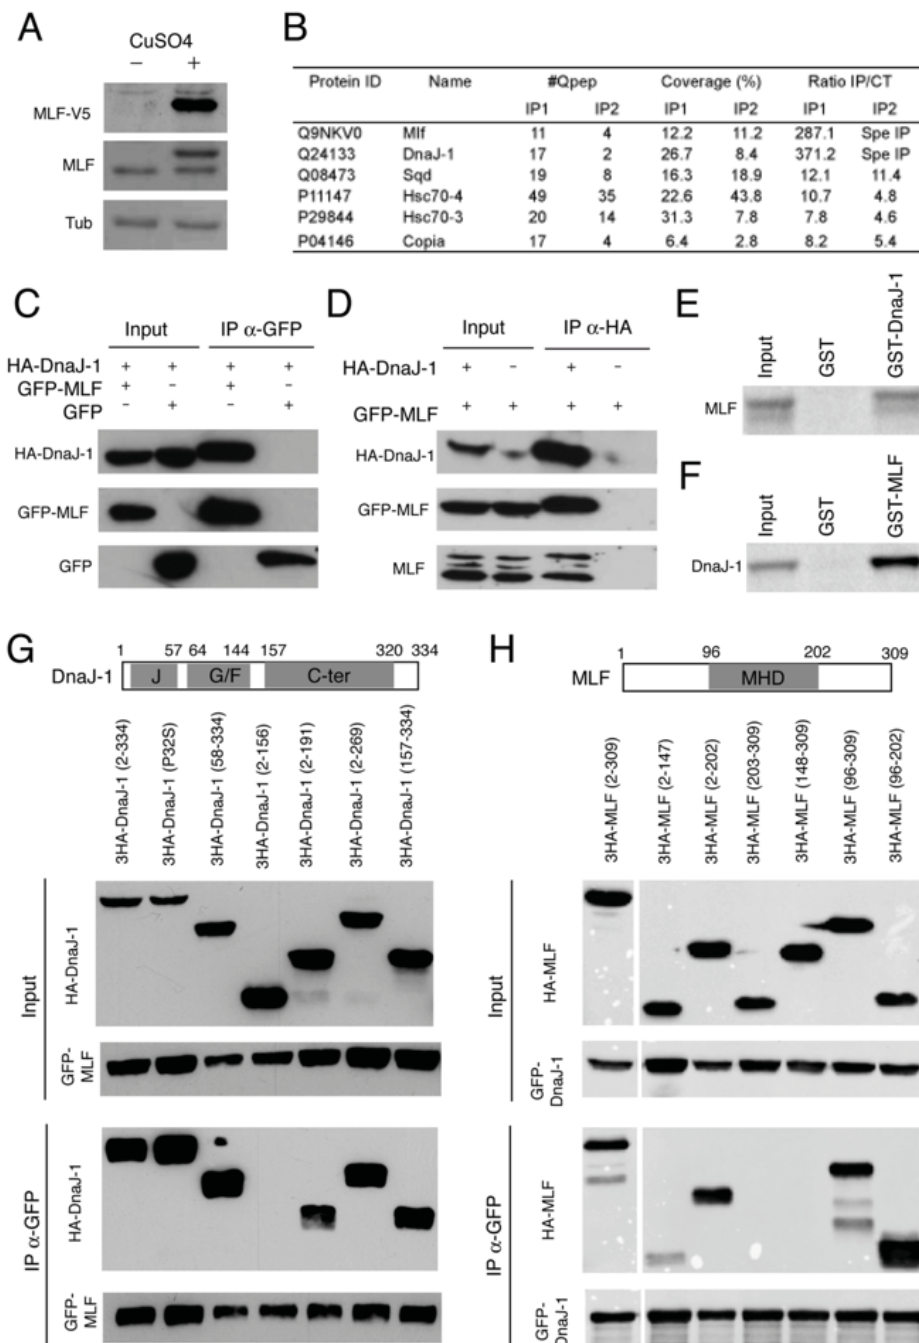 A
CuSO4
– +
MLF-V5
MLF
Tub
B
Protein ID Name #Qpep Coverage (%) Ratio IP/CT
IP1 IP2 IP1 IP2 IP1 IP2
Q9NKV0 Mlf 11 4 12.2 11.2 287.1 Spe IP
Q24133 DnaJ-1 17 2 26.7 8.4 371.2 Spe IP
Q08473 Sqd 19 8 16.3 18.9 12.1 11.4
P11147 Hsc70-4 49 35 22.6 43.8 10.7 4.8
P29844 Hsc70-3 20 14 31.3 7.8 7.8 4.6
P04146 Copia 17 4 6.4 2.8 8.2 5.4
C
Input IP α-GFP
HA-DnaJ-1 + + + +
GFP-MLF + - + -
GFP - + - +
HA-DnaJ-1
GFP-MLF
GFP
D
Input IP α-HA
HA-DnaJ-1 + - + -
GFP-MLF + + + +
HA-DnaJ-1
GFP-MLF
MLF
E
Input GST GST-DnaJ-1
MLF
F
Input GST GST-MLF
DnaJ-1
G
1 57 64 144 157 320 334
DnaJ-1 J G/F C-ter
3HA-DnaJ-1 (2-334)
3HA-DnaJ-1 (P32S)
3HA-DnaJ-1 (58-334)
3HA-DnaJ-1 (2-156)
3HA-DnaJ-1 (2-191)
3HA-DnaJ-1 (2-269)
3HA-DnaJ-1 (157-334)
Input
HA-DnaJ-1
GFP-MLF
IP α-GFP
HA-DnaJ-1
GFP-MLF
H
1 96 202 309
MLF MHD
3HA-MLF (2-309)
3HA-MLF (2-147)
3HA-MLF (2-202)
3HA-MLF (203-309)
3HA-MLF (148-309)
3HA-MLF (96-309)
3HA-MLF (96-202)
Input
HA-MLF
GFP-DnaJ-1
IP α-GFP
HA-MLF
GFP-DnaJ-1